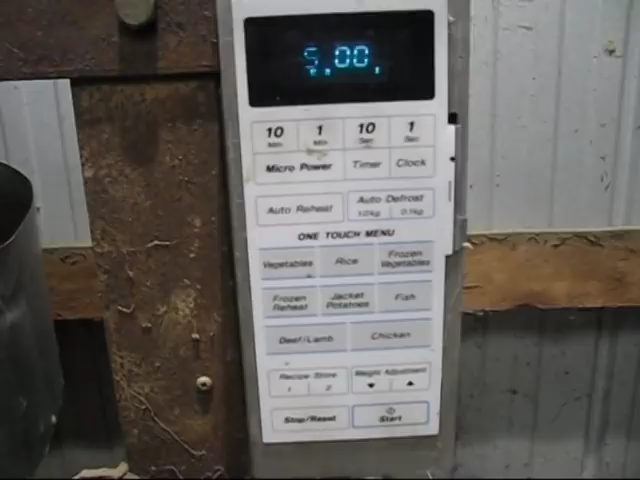 5.00
10 Min 1 Min 10 Sec 1 Sec
Micro Power Timer Clock
Auto Reheat
Auto Defrost
1.0kg 0.1kg
ONE TOUCH MENU
Vegetables Rice Frozen Vegetables
Frozen Reheat Jacket Potatoes Fish
Beef/Lamb Chicken
Recipe Store Weight Adjustment
1 2
Stop/Reset Start